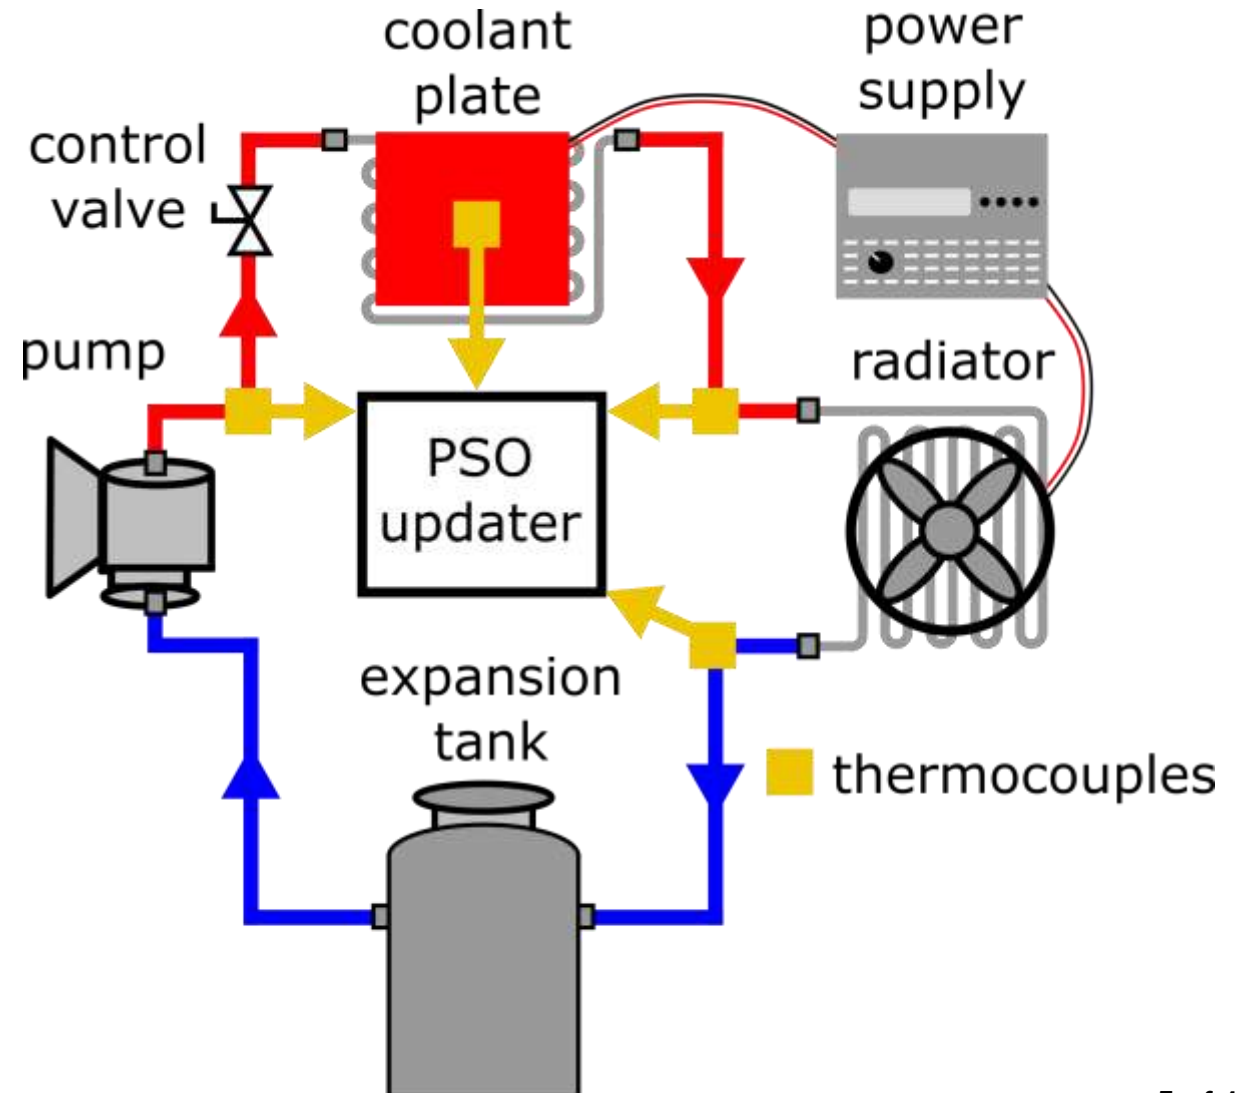 coolant
plate
power
supply
control
valve
pump
radiator
PSO
updater
expansion
tank
thermocouples